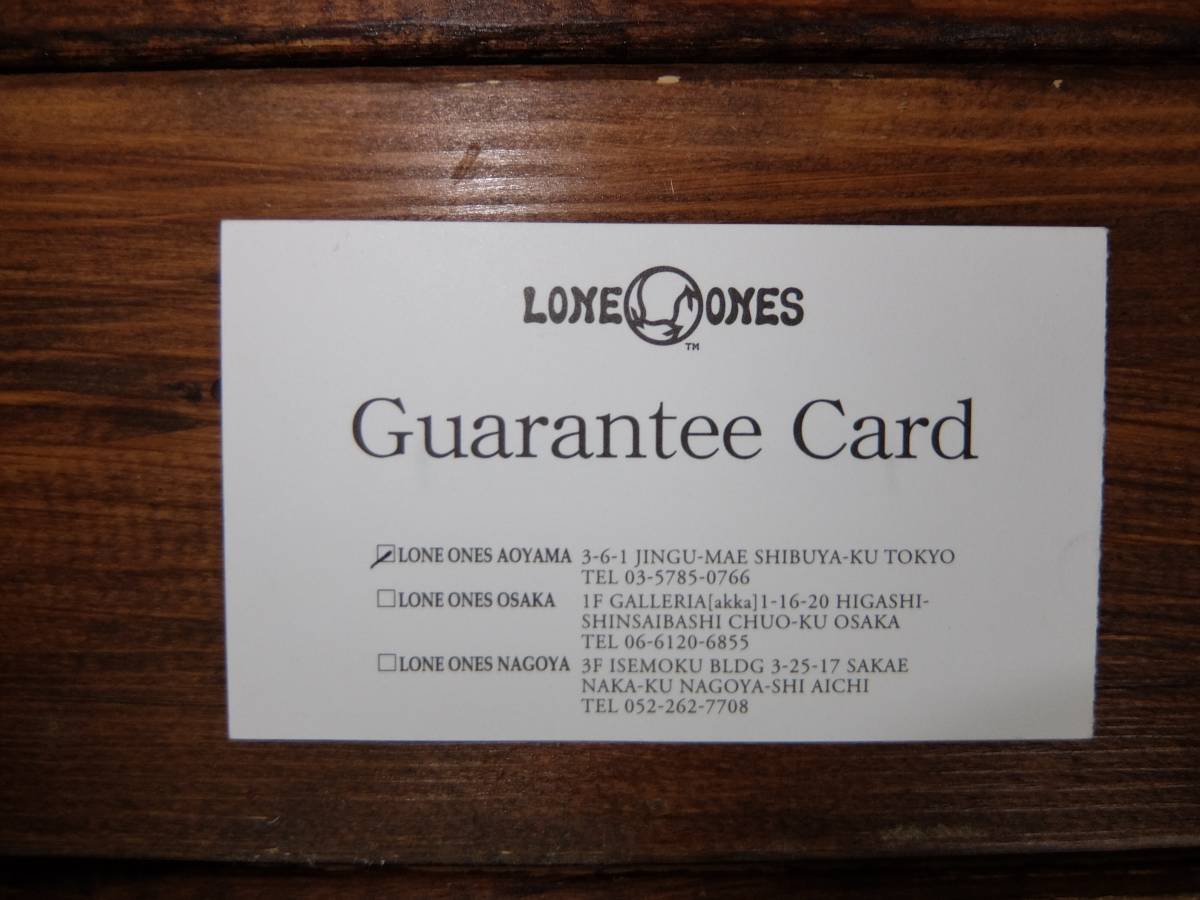 LONE ONES
TM
Guarantee Card
LONE ONES AOYAMA 3-6-1 JINGU-MAE SHIBUYA-KU TOKYO
TEL 03-5785-0766
LONE ONES OSAKA 1F GALLERIA[akka]1-16-20 HIGASHI-
SHINSAIBASHI CHUO-KU OSAKA
TEL 06-6120-6855
LONE ONES NAGOYA 3F ISEMOKU BLDG 3-25-17 SAKAE
NAKA-KU NAGOYA-SHI AICHI
TEL 052-262-7708